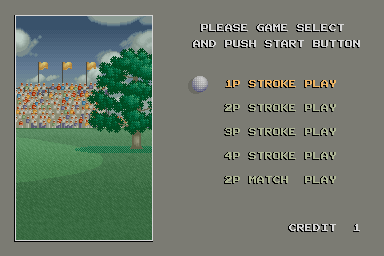 PLEASE GAME SELECT
AND PUSH START BUTTON
1P STROKE PLAY
2P STROKE PLAY
3P STROKE PLAY
4P STROKE PLAY
2P MATCH PLAY
CREDIT 1